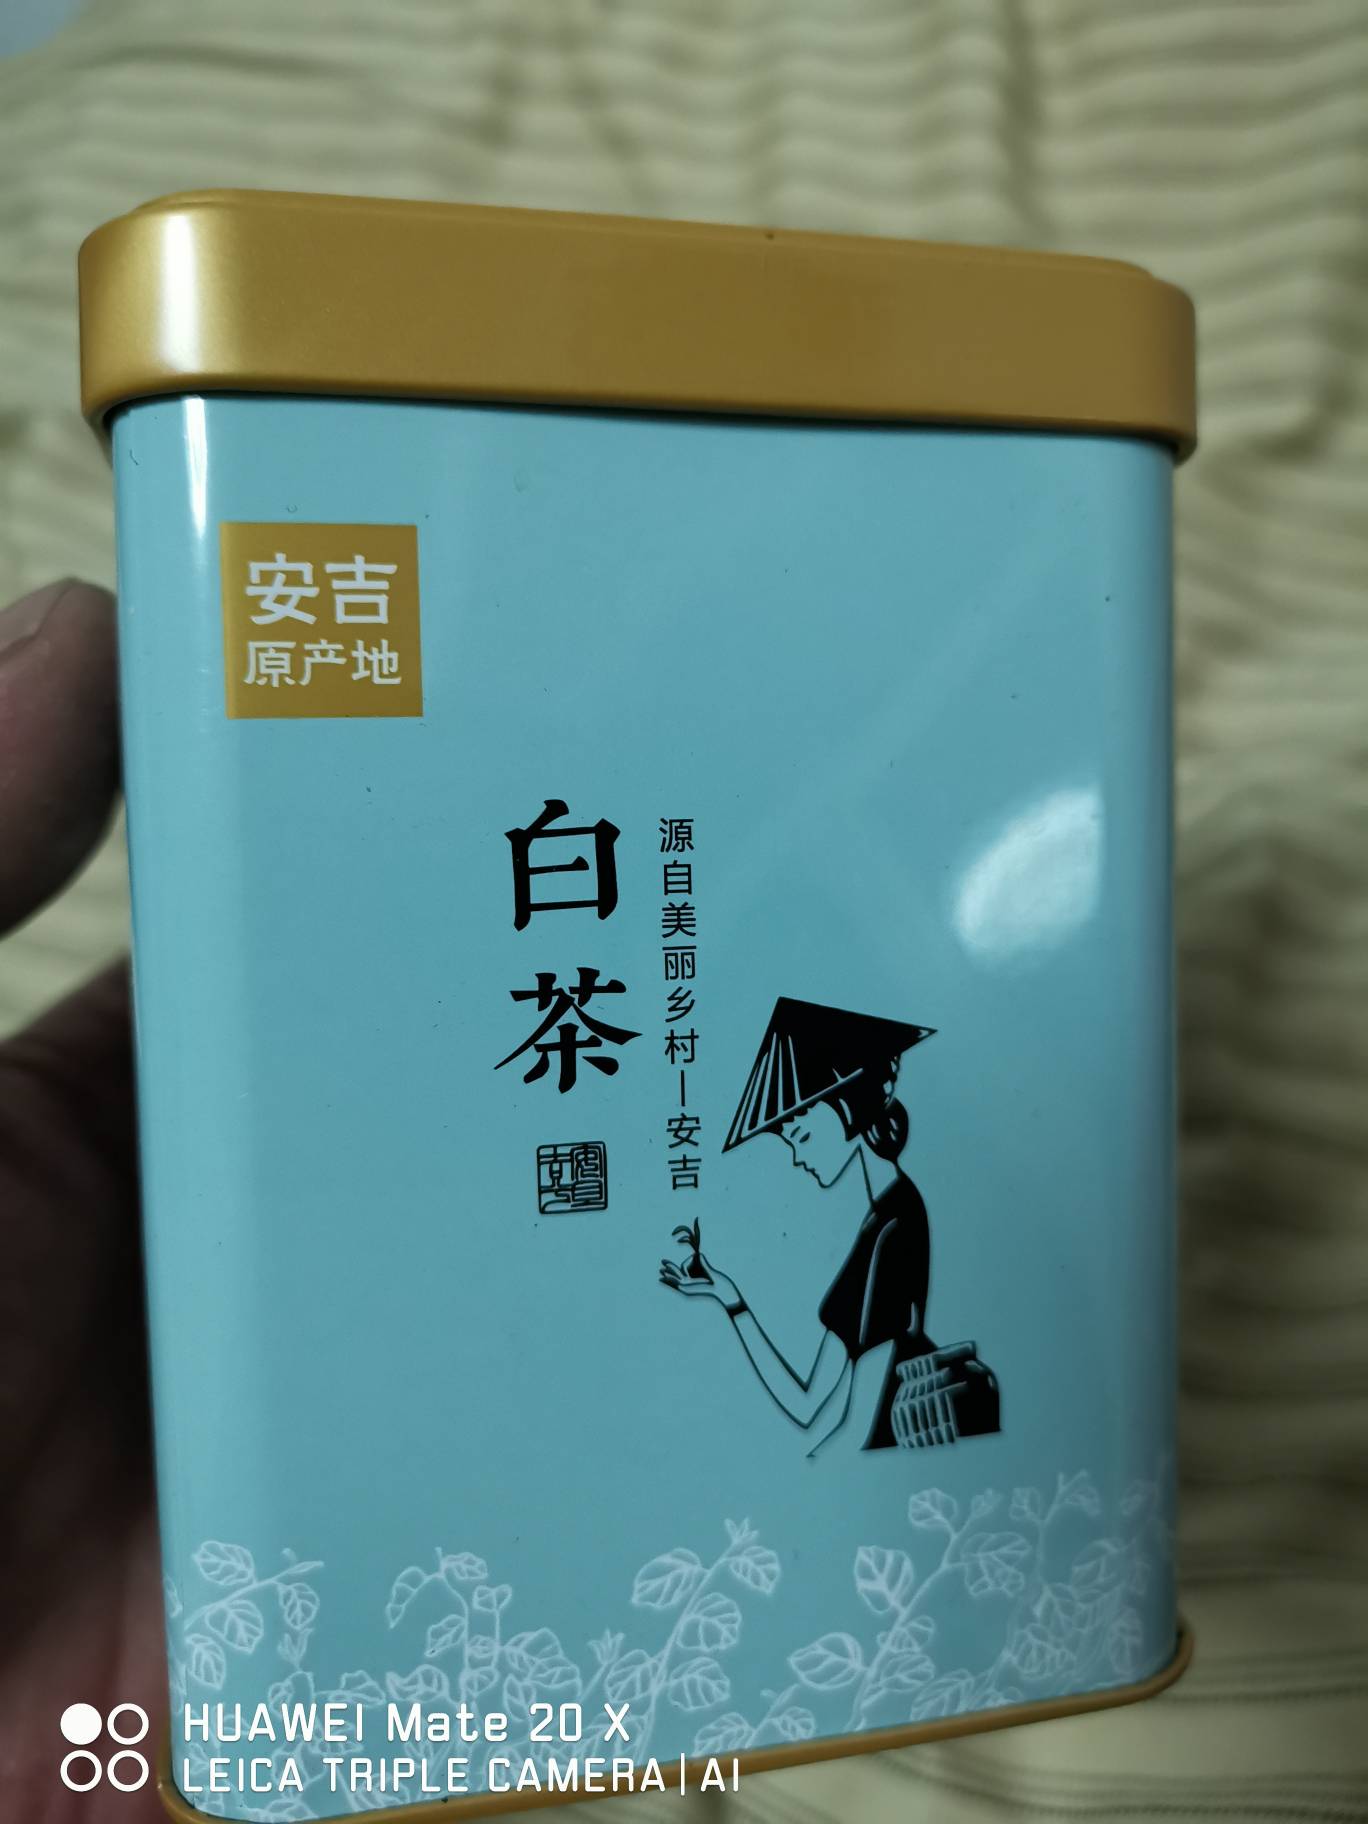 安吉
原产地
白茶
源自美丽乡村—安吉
HUAWEI Mate 20 X
LEICA TRIPLE CAMERA | AI